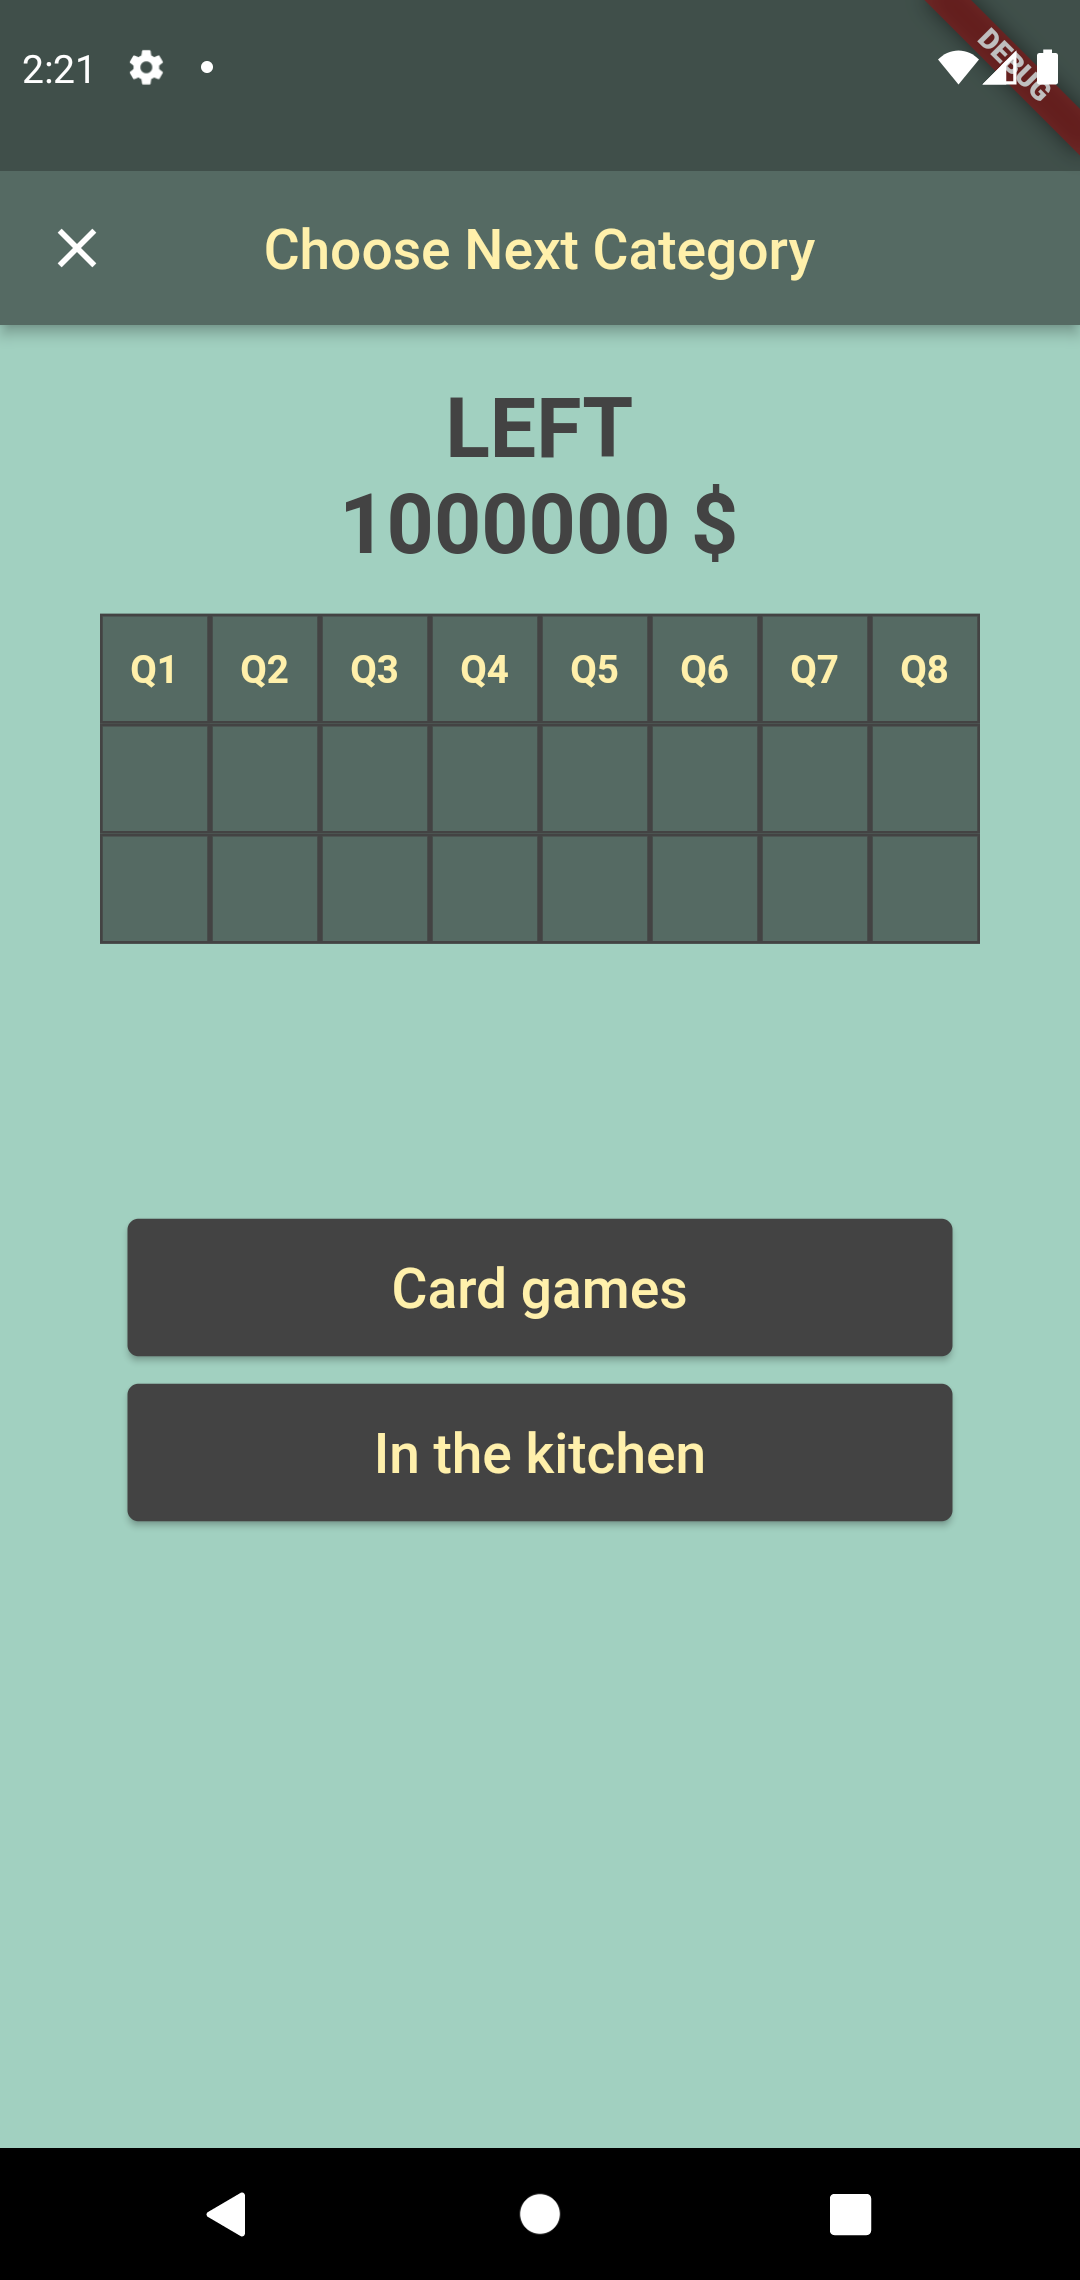 2:21
DEBUG
Choose Next Category
LEFT
1000000 $
Q1 Q2 Q3 Q4 Q5 Q6 Q7 Q8
Card games
In the kitchen